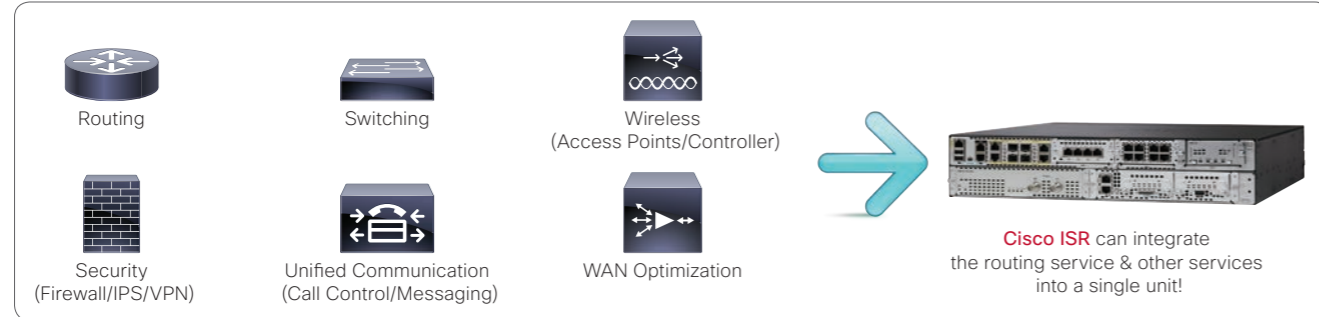 Routing
Switching
Wireless
(Access Points/Controller)
Security
(Firewall/IPS/VPN)
Unified Communication
(Call Control/Messaging)
WAN Optimization
Cisco ISR can integrate
the routing service & other services
into a single unit!